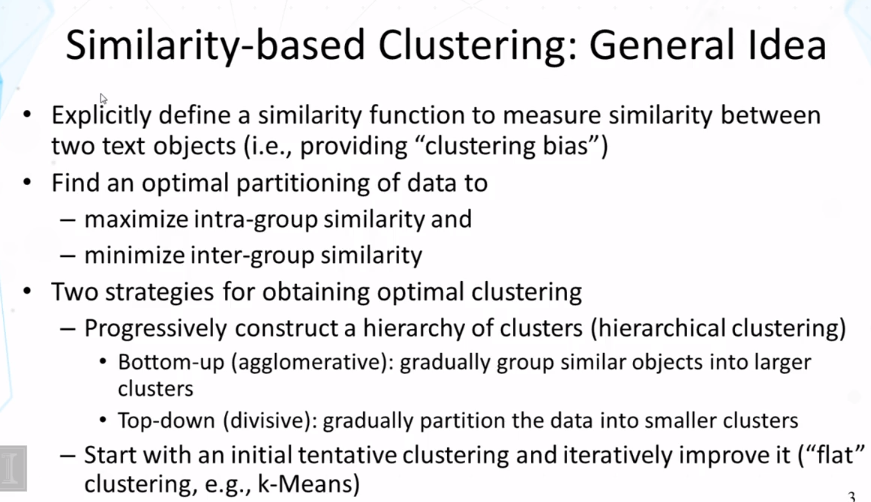 Similarity-based Clustering: General Idea
• Explicitly define a similarity function to measure similarity between
two text objects (i.e., providing “clustering bias”)
• Find an optimal partitioning of data to
– maximize intra-group similarity and
– minimize inter-group similarity
• Two strategies for obtaining optimal clustering
– Progressively construct a hierarchy of clusters (hierarchical clustering)
• Bottom-up (agglomerative): gradually group similar objects into larger
clusters
• Top-down (divisive): gradually partition the data into smaller clusters
– Start with an initial tentative clustering and iteratively improve it (“flat”
clustering, e.g., k-Means)
3